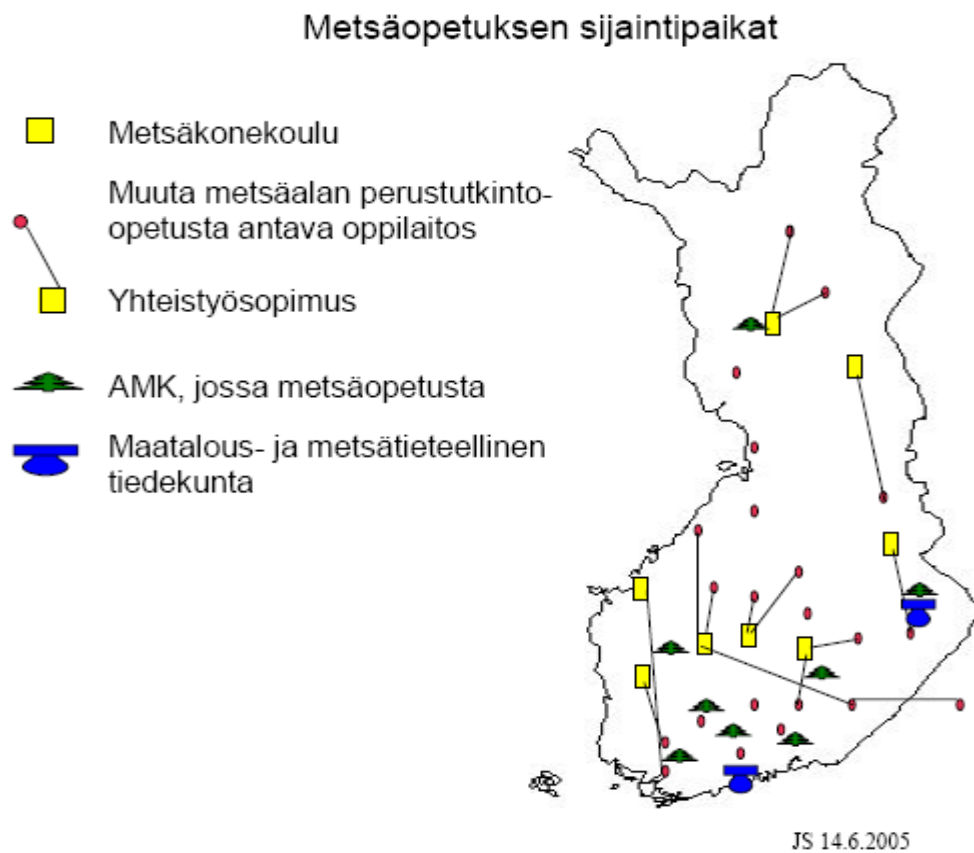 Metsäopetuksen sijaintipaikat
Metsäkonekoulu
Muuta metsäalan perustutkinto-
opetusta antava oppilaitos
Yhteistyösopimus
AMK, jossa metsäopetusta
Maatalous- ja metsätieteellinen
tiedekunta
JS 14.6.2005